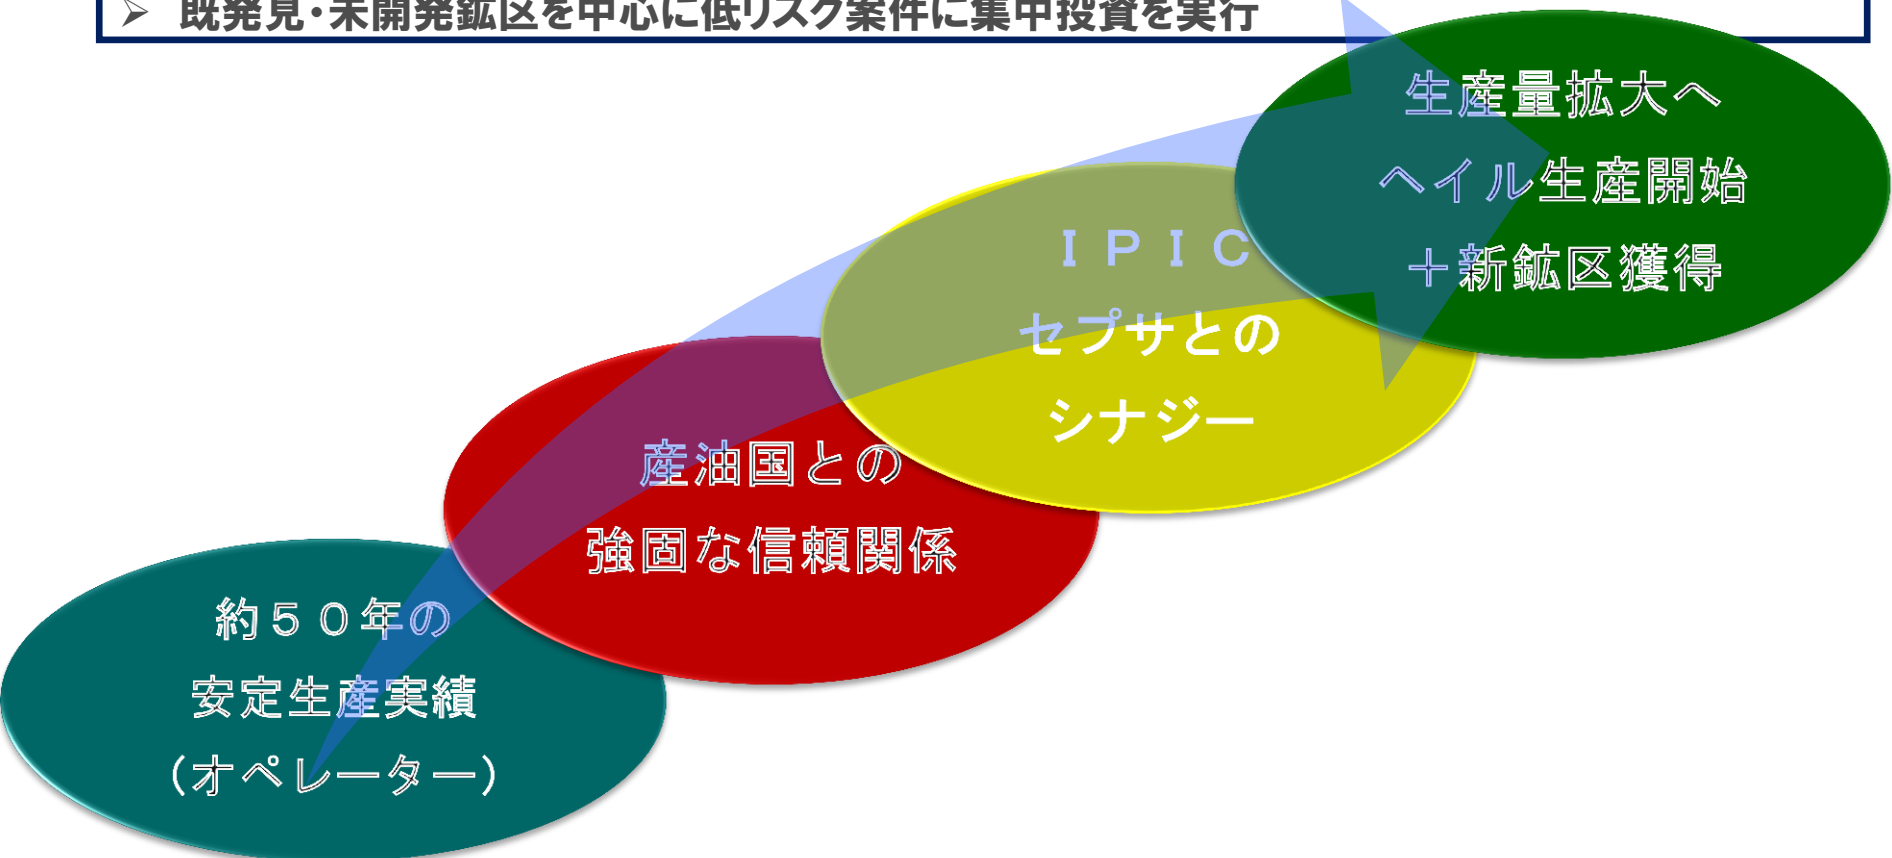 ➢ 既発見・未開発鉱区を中心に低リスク案件に集中投資を実行
生産量拡大へ
ヘイル生産開始
＋新鉱区獲得
ＩＰＩＣ
セプサとの
シナジー
産油国との
強固な信頼関係
約５０年の
安定生産実績
（オペレーター）